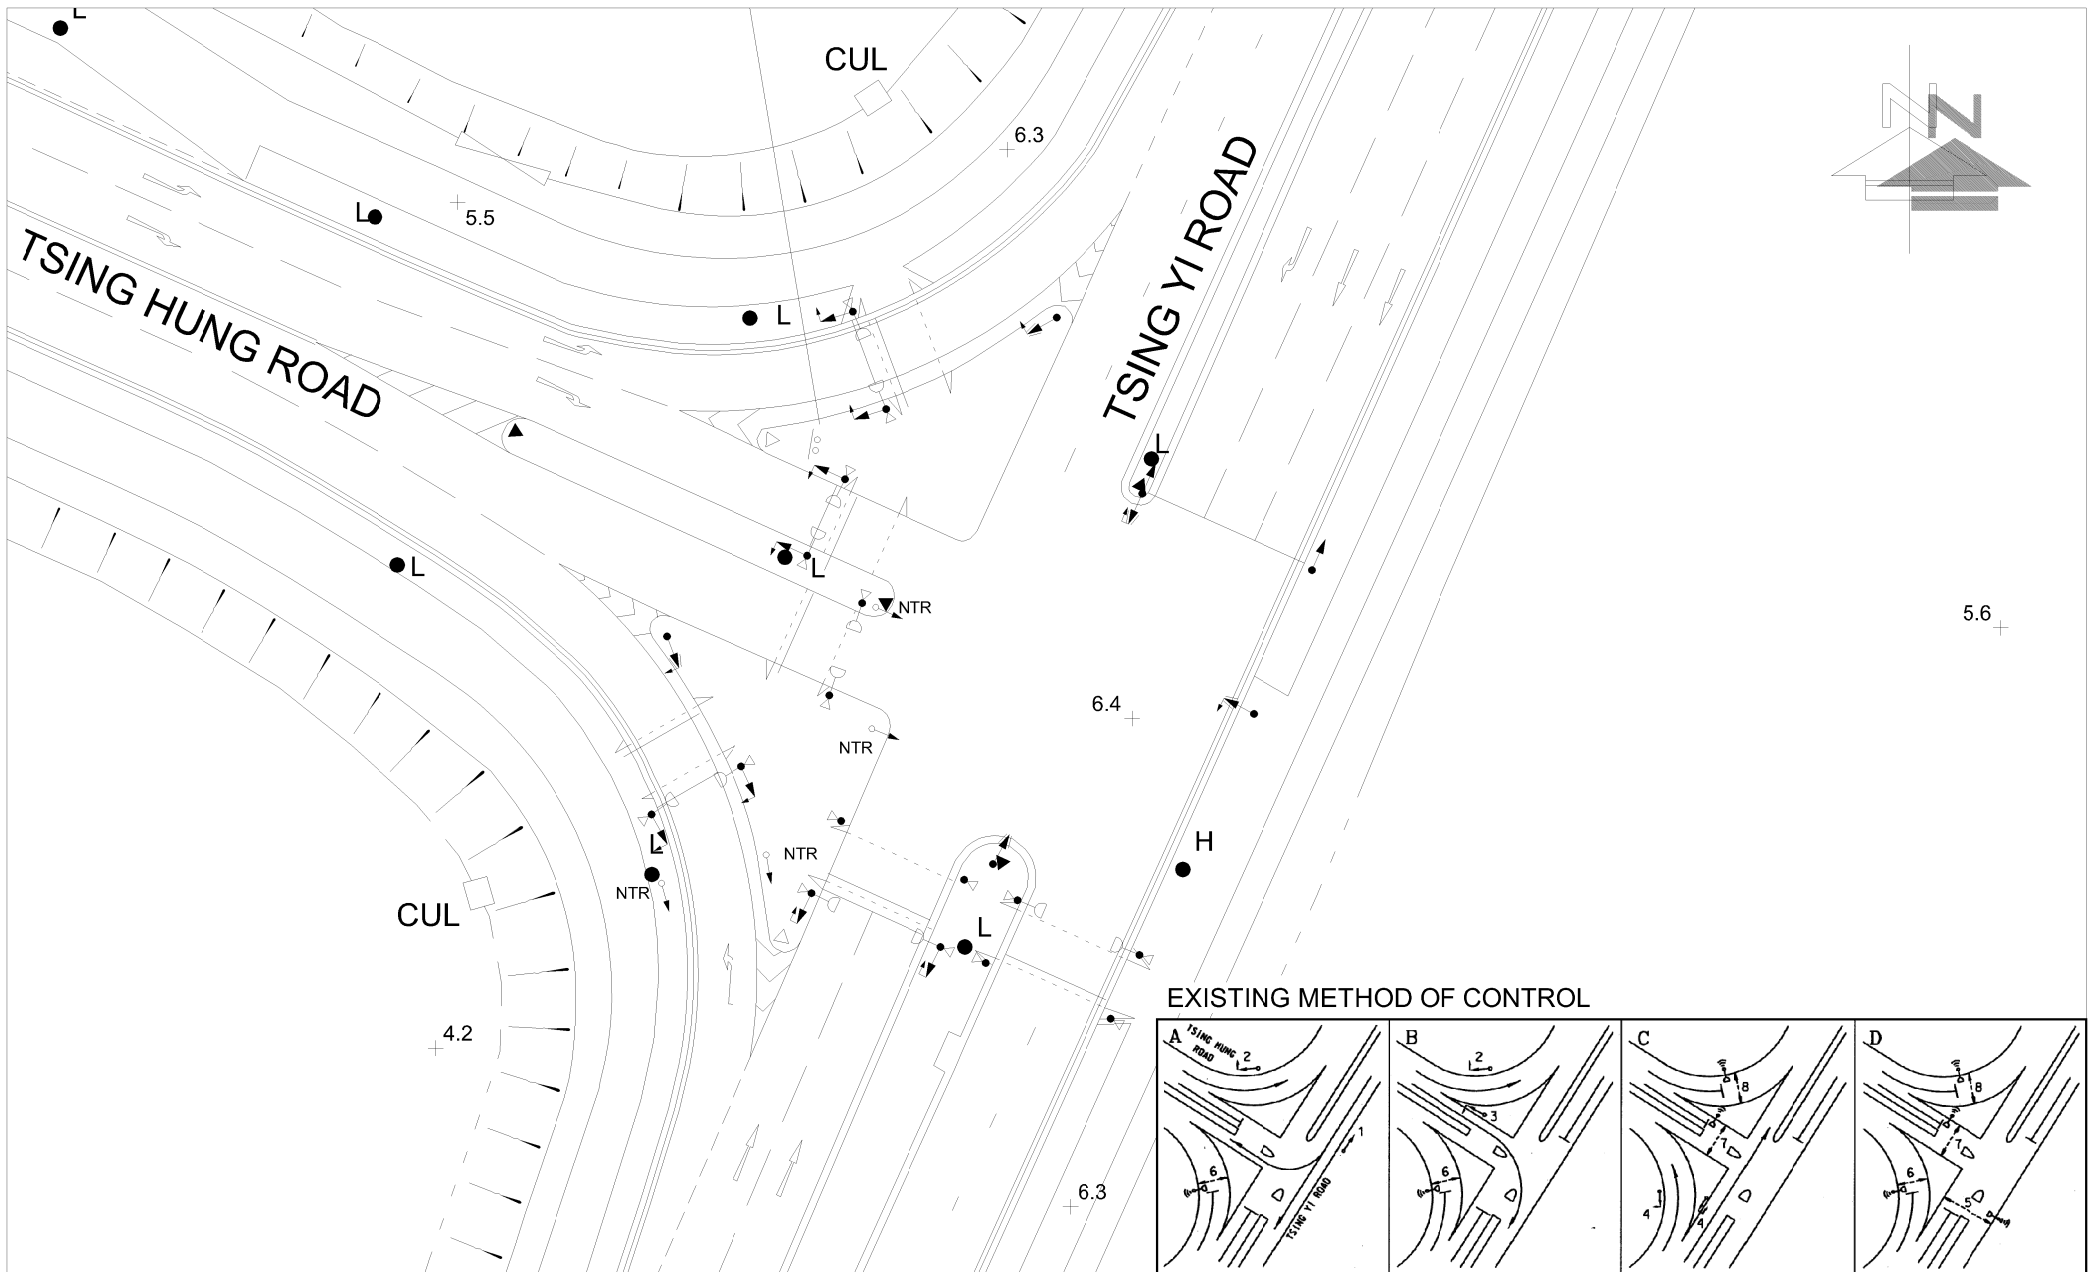 L
CUL
6.3
N N
L
5.5
TSING YI ROAD
TSING HUNG ROAD
L
L
L
L
NTR
5.6
6.4
NTR
H
L
NTR
NTR
CUL
L
EXISTING METHOD OF CONTROL
4.2
6.3
A
TSING HUNG
ROAD
2
1
6
TSING YI ROAD
B
2
3
6
C
8
7
4
4
D
8
7
6
5